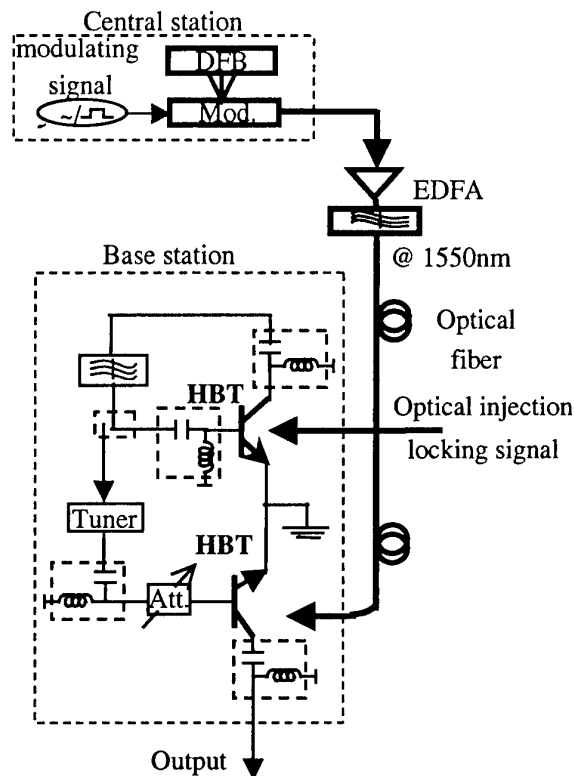 Central station
modulating
signal
DFB
~/
Mod.
EDFA
@ 1550nm
Base station
Optical
fiber
HBT
Optical injection
locking signal
Tuner
HBT
Att.
Output